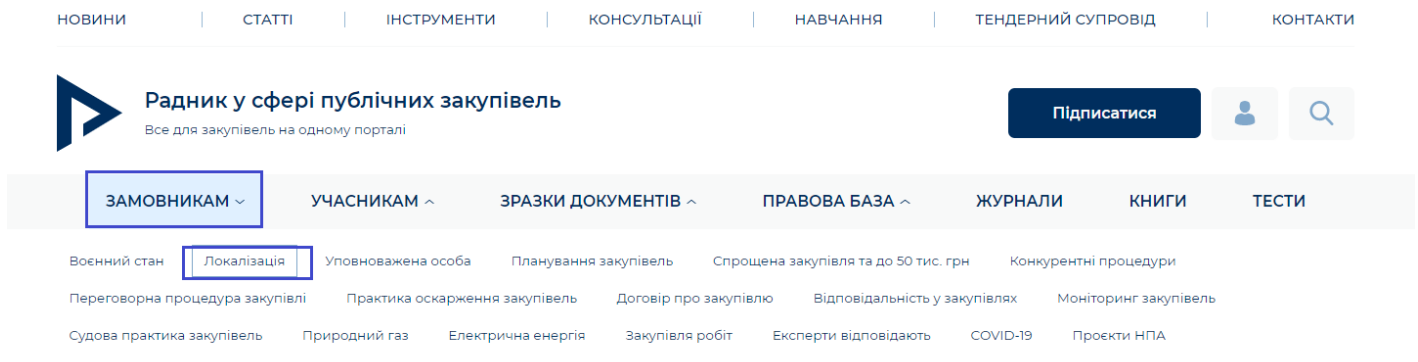 НОВИНИ СТАТТІ ІНСТРУМЕНТИ КОНСУЛЬТАЦІЇ НАВЧАННЯ ТЕНДЕРНИЙ СУПРОВІД КОНТАКТИ
Радник у сфері публічних закупівель
Все для закупівель на одному порталі
Підписатися
ЗАМОВНИКАМ УЧАСНИКАМ ЗРАЗКИ ДОКУМЕНТІВ ПРАВОВА БАЗА ЖУРНАЛИ КНИГИ ТЕСТИ
Воєнний стан Локалізація Уповноважена особа Планування закупівель Спрощена закупівля та до 50 тис. грн Конкурентні процедури
Переговорна процедура закупівлі Практика оскарження закупівель Договір про закупівлю Відповідальність у закупівлях Моніторинг закупівель
Судова практика закупівель Природний газ Електрична енергія Закупівля робіт Експерти відповідають COVID-19 Проєкти НПА